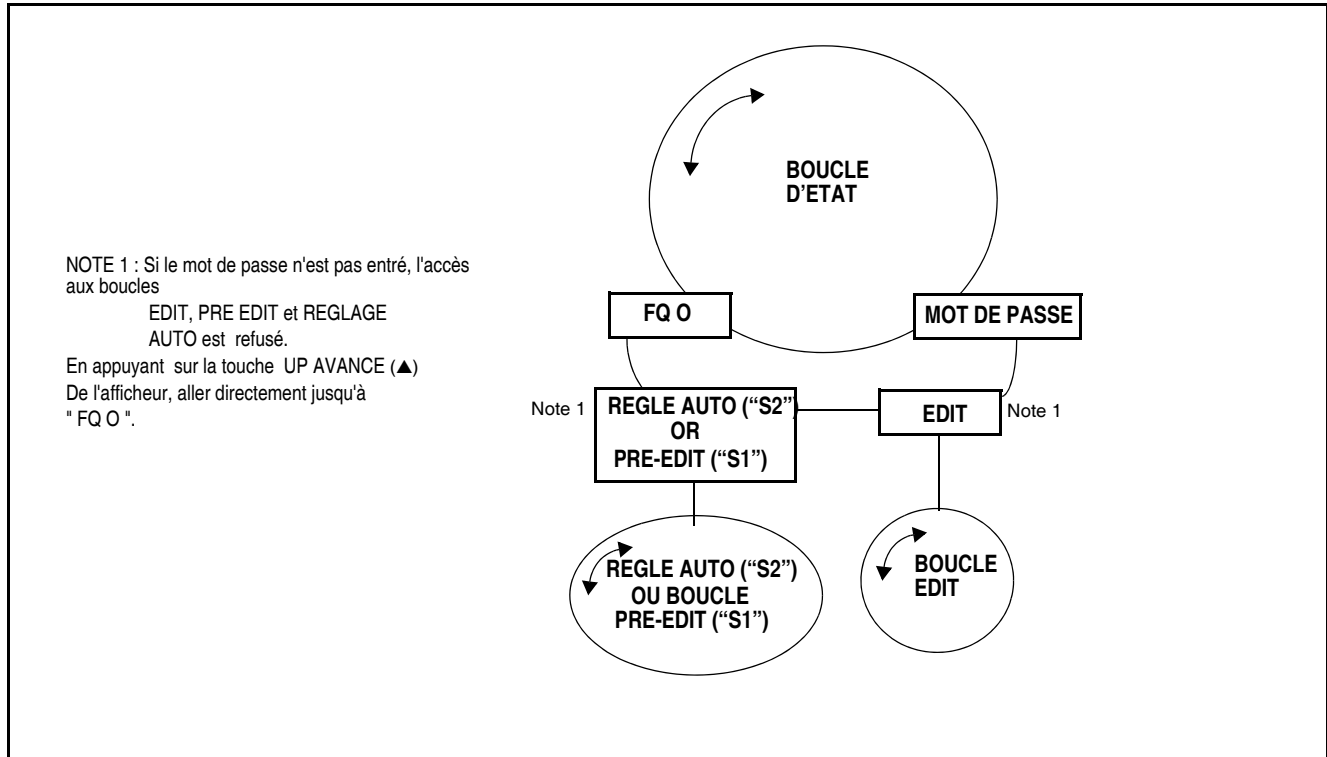 BOUCLE
D'ETAT
NOTE 1 : Si le mot de passe n'est pas entré, l'accès
aux boucles
EDIT, PRE EDIT et REGLAGE
AUTO est refusé.
En appuyant sur la touche UP AVANCE (▲)
De l'afficheur, aller directement jusqu'à
" FQ O ".
FQ O
MOT DE PASSE
Note 1
REGLE AUTO (“S2”)
OR
PRE-EDIT (“S1”)
EDIT
Note 1
REGLE AUTO (“S2”)
OU BOUCLE
PRE-EDIT (“S1”)
BOUCLE
EDIT